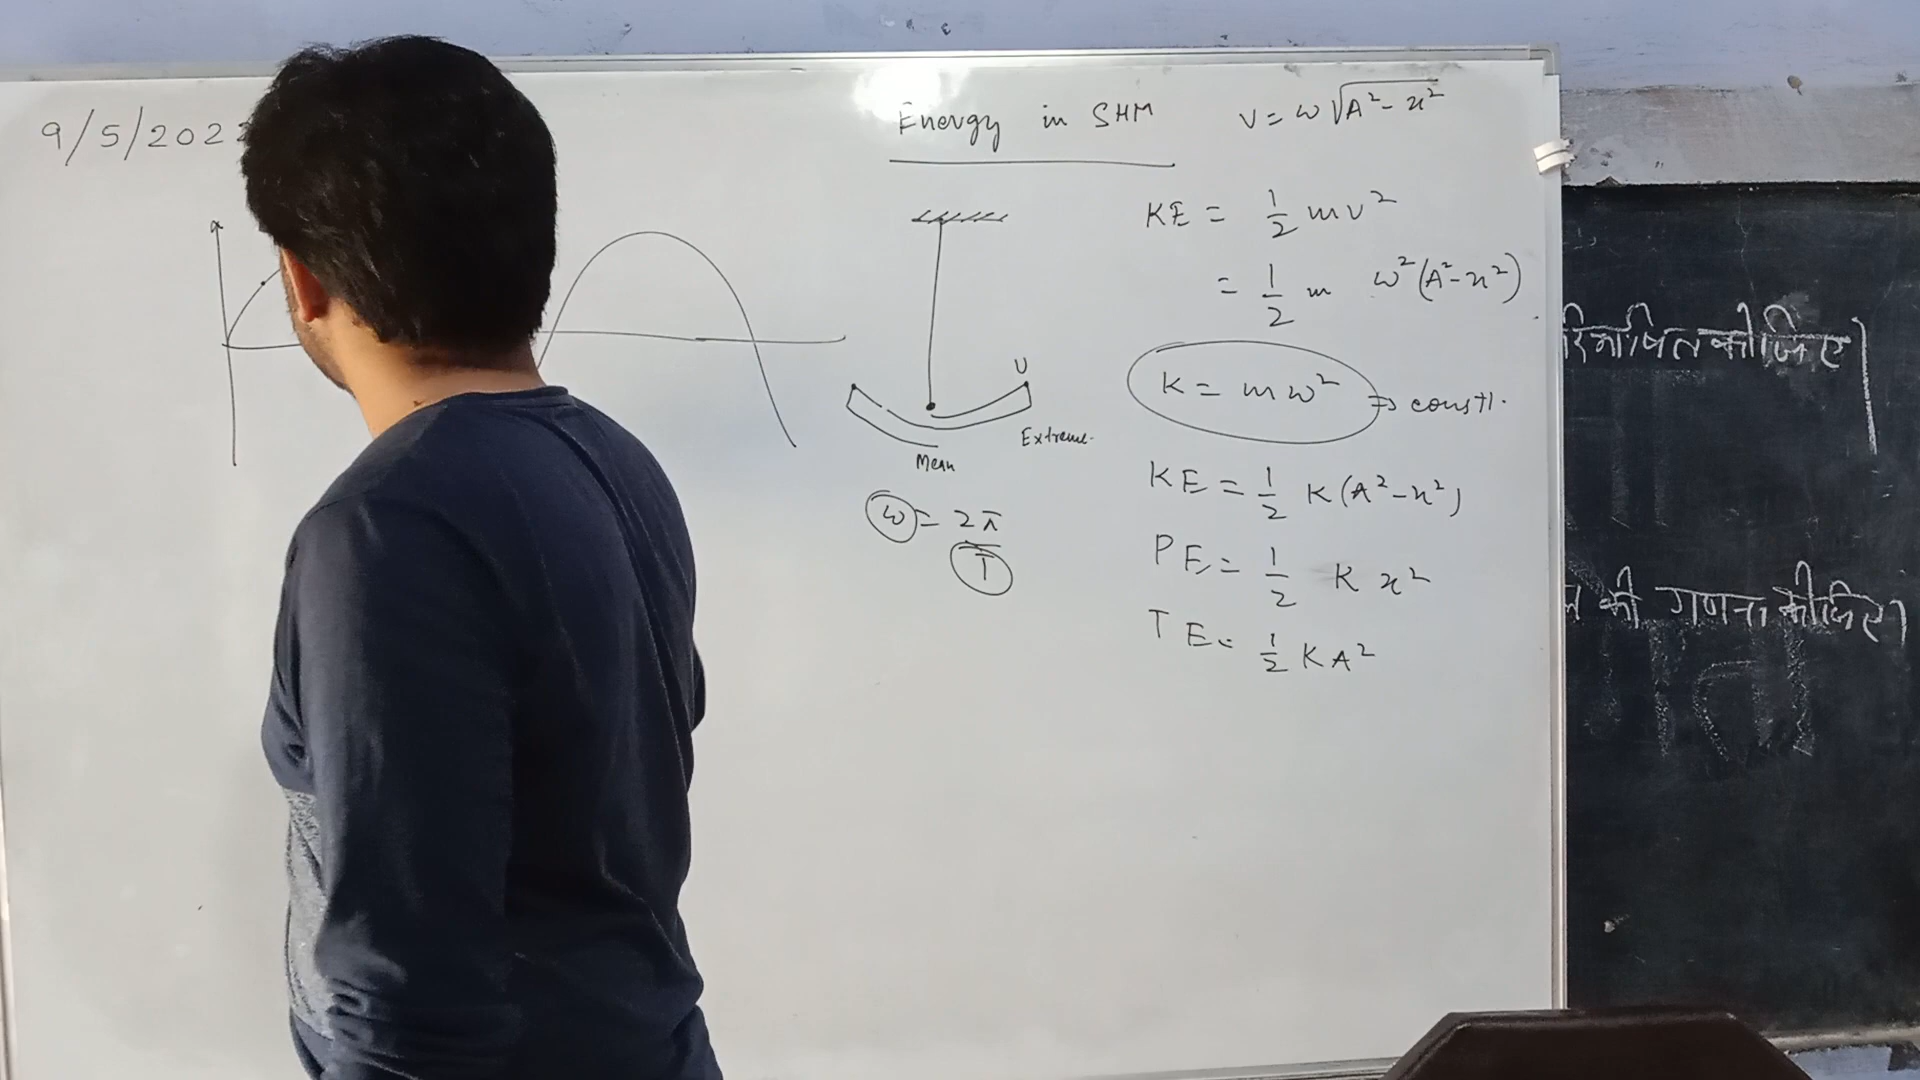 9/5/202
Energy in SHM
V = ω√A² - x²
KE = 1/2 mv²
= 1/2 m ω²(A² - x²)
K = mω² ⇒ constt.
U
Extreme.
Mean
ω = 2π/T
KE = 1/2 K(A² - x²)
PE = 1/2 K x²
TE = 1/2 KA²
कीजिए।
की गणना कीजिए।